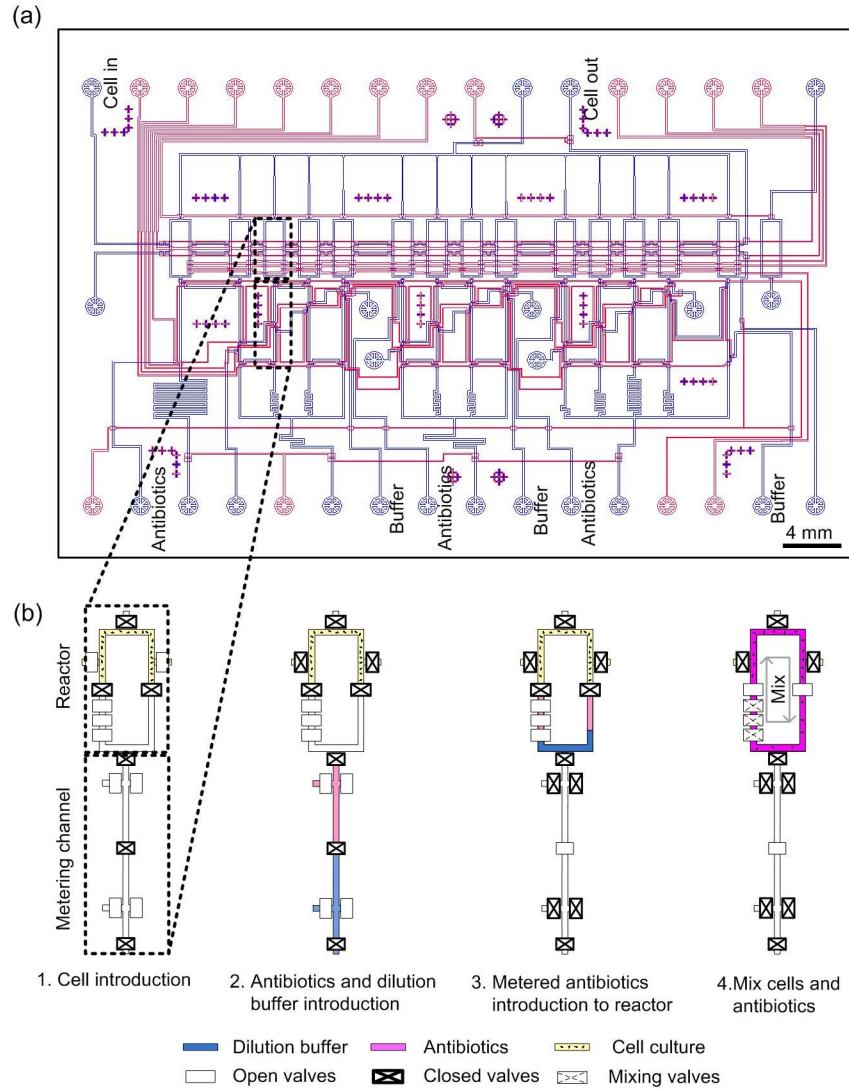 (a)
Cell in
Cell out
Antibiotics
Buffer
Antibiotics
Buffer
Antibiotics
Buffer
4 mm
(b)
Reactor
Metering channel
Mix
1. Cell introduction
2. Antibiotics and dilution
buffer introduction
3. Metered antibiotics
introduction to reactor
4.Mix cells and
antibiotics
Dilution buffer
Antibiotics
Cell culture
Open valves
Closed valves
Mixing valves